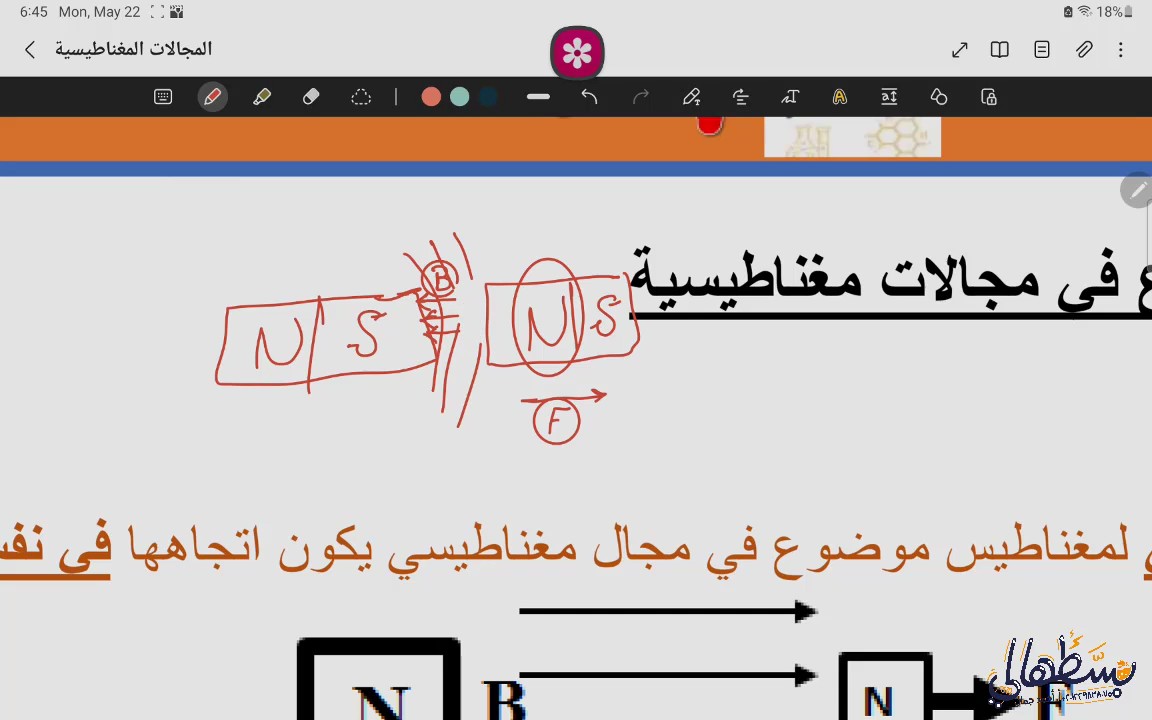 6:45 Mon, May 22 18%
المجالات المغناطيسية
في مجالات مغناطيسية
B
N S N S
F
لمغناطيس موضوع في مجال مغناطيسي يكون اتجاهها في
N B N F
بسطهالك